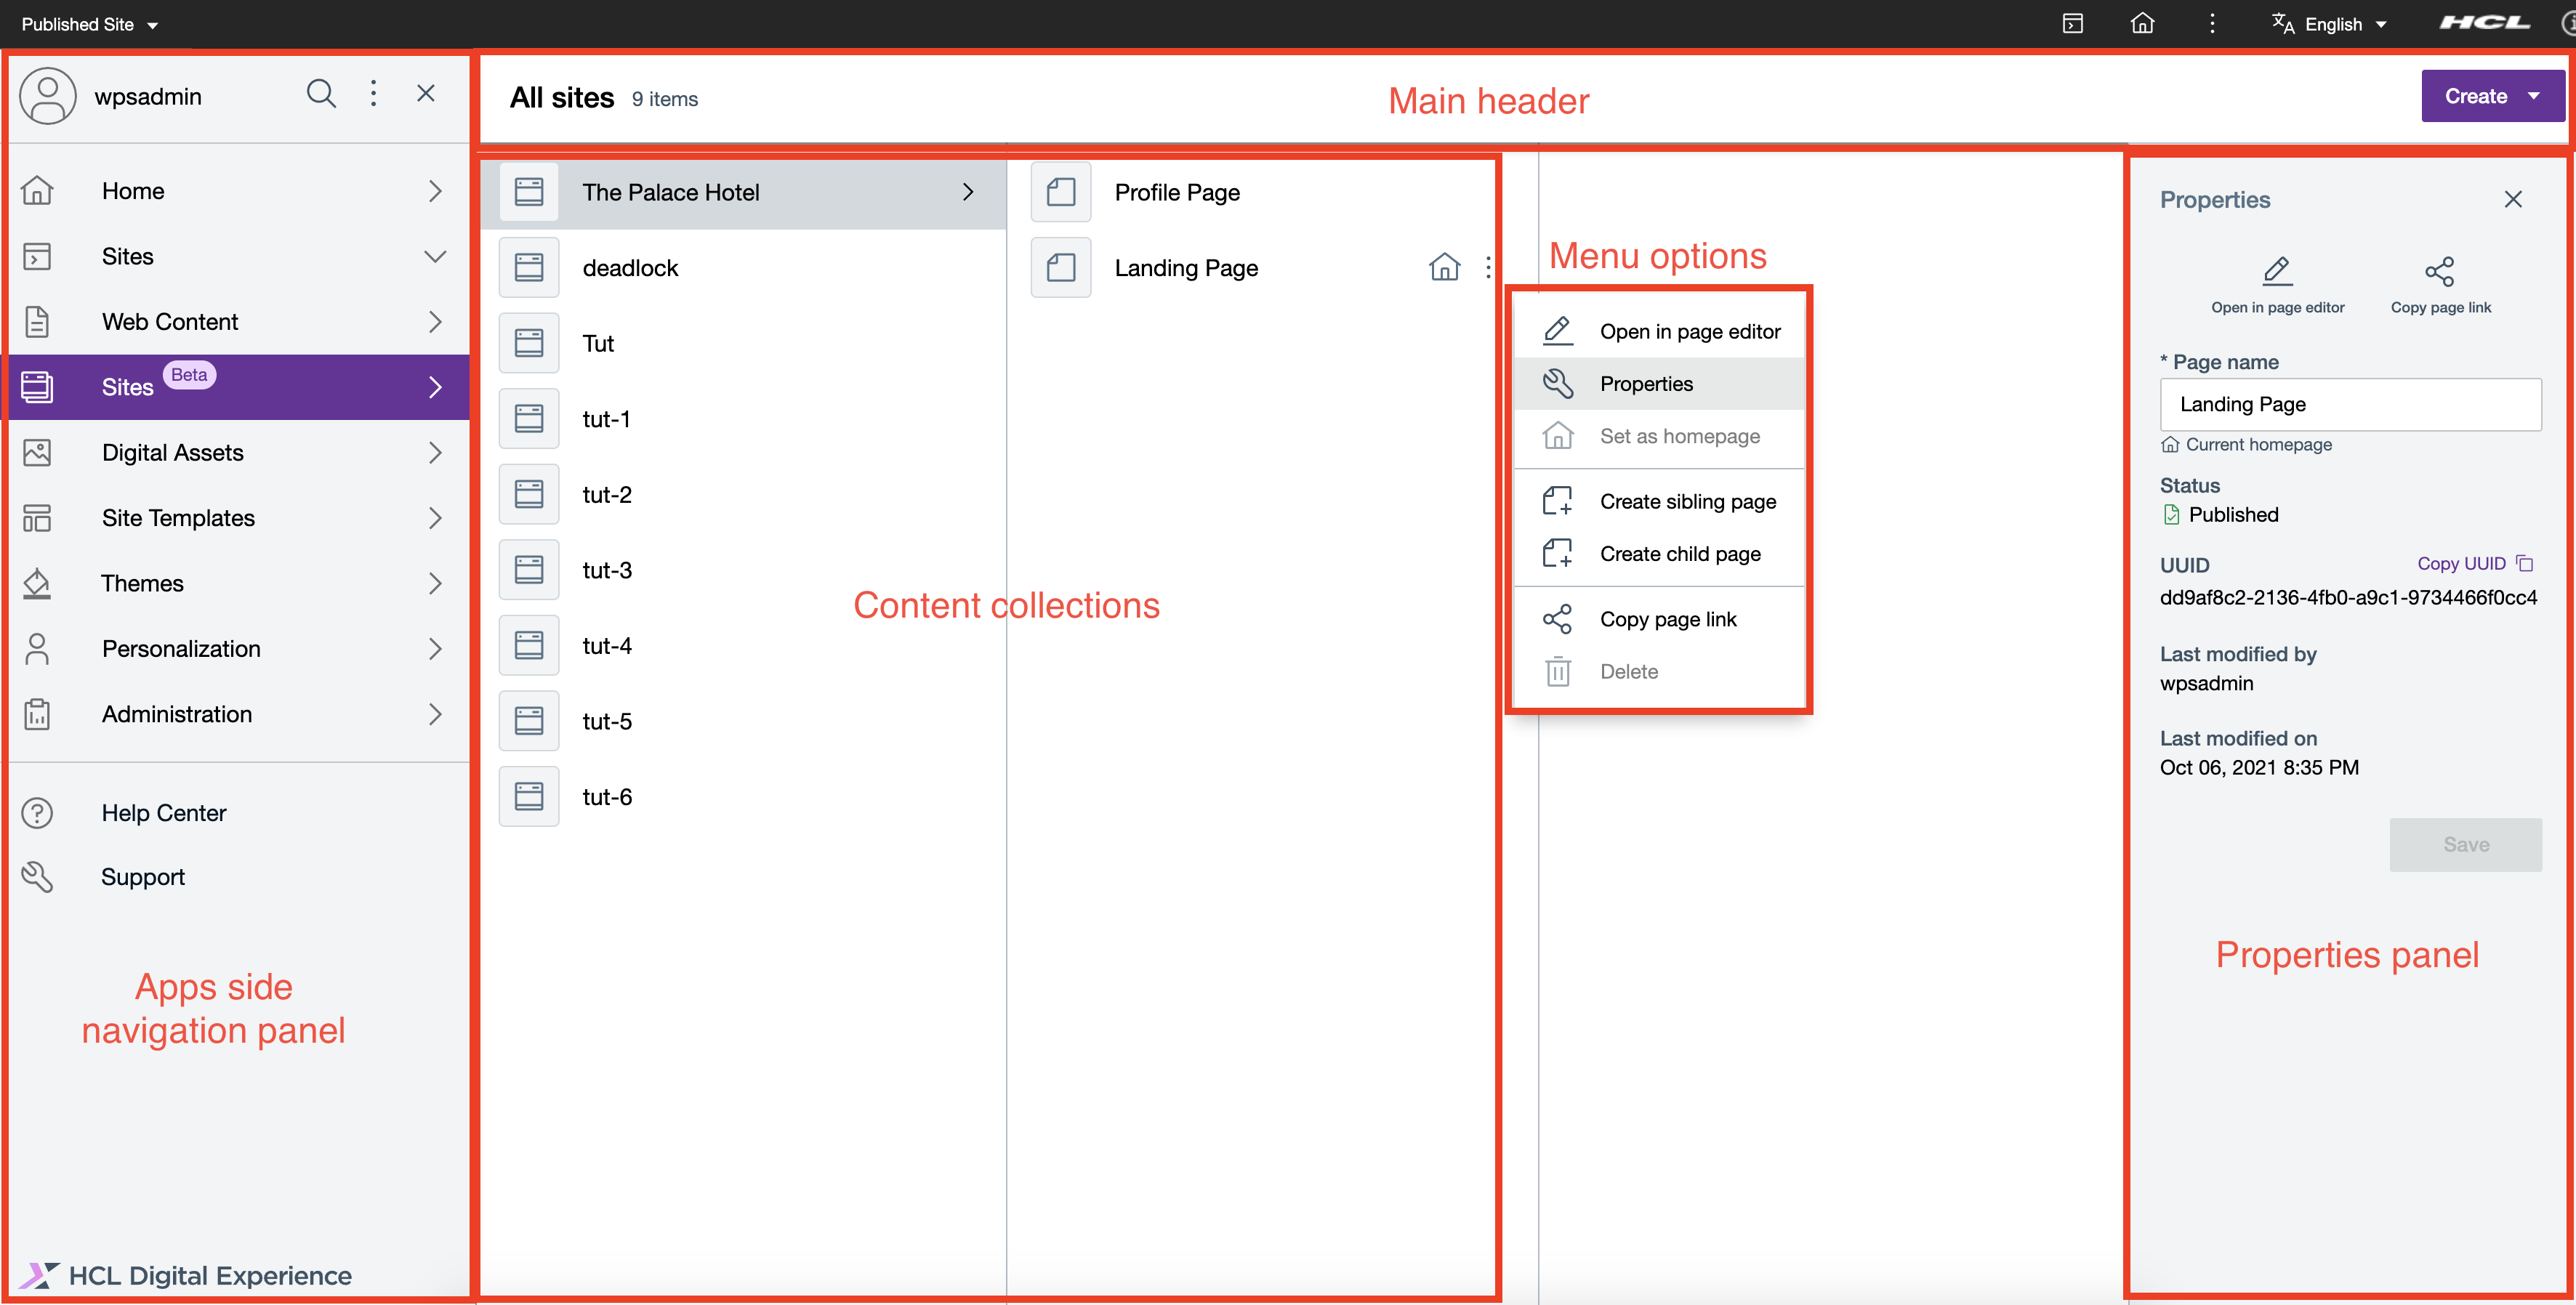 Published Site
English
HCL
wpsadmin
All sites 9 items
Main header
Create
Home
Sites
Web Content
Sites Beta
Digital Assets
Site Templates
Themes
Personalization
Administration
Help Center
Support
Apps side
navigation panel
HCL Digital Experience
The Palace Hotel
deadlock
Tut
tut-1
tut-2
tut-3
tut-4
tut-5
tut-6
Content collections
Profile Page
Landing Page
Menu options
Open in page editor
Properties
Set as homepage
Create sibling page
Create child page
Copy page link
Delete
Properties
Open in page editor
Copy page link
* Page name
Landing Page
Current homepage
Status
Published
UUID
Copy UUID
dd9af8c2-2136-4fb0-a9c1-9734466f0cc4
Last modified by
wpsadmin
Last modified on
Oct 06, 2021 8:35 PM
Save
Properties panel